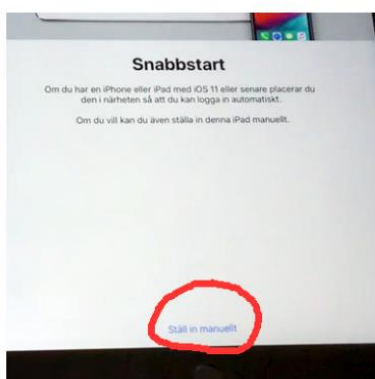 Snabbstart
Om du har en iPhone eller iPad med iOS 11 eller senare placerar du
den i närheten så att du kan logga in automatiskt.
Om du vill kan du även ställa in denna iPad manuellt.
Ställ in manuellt